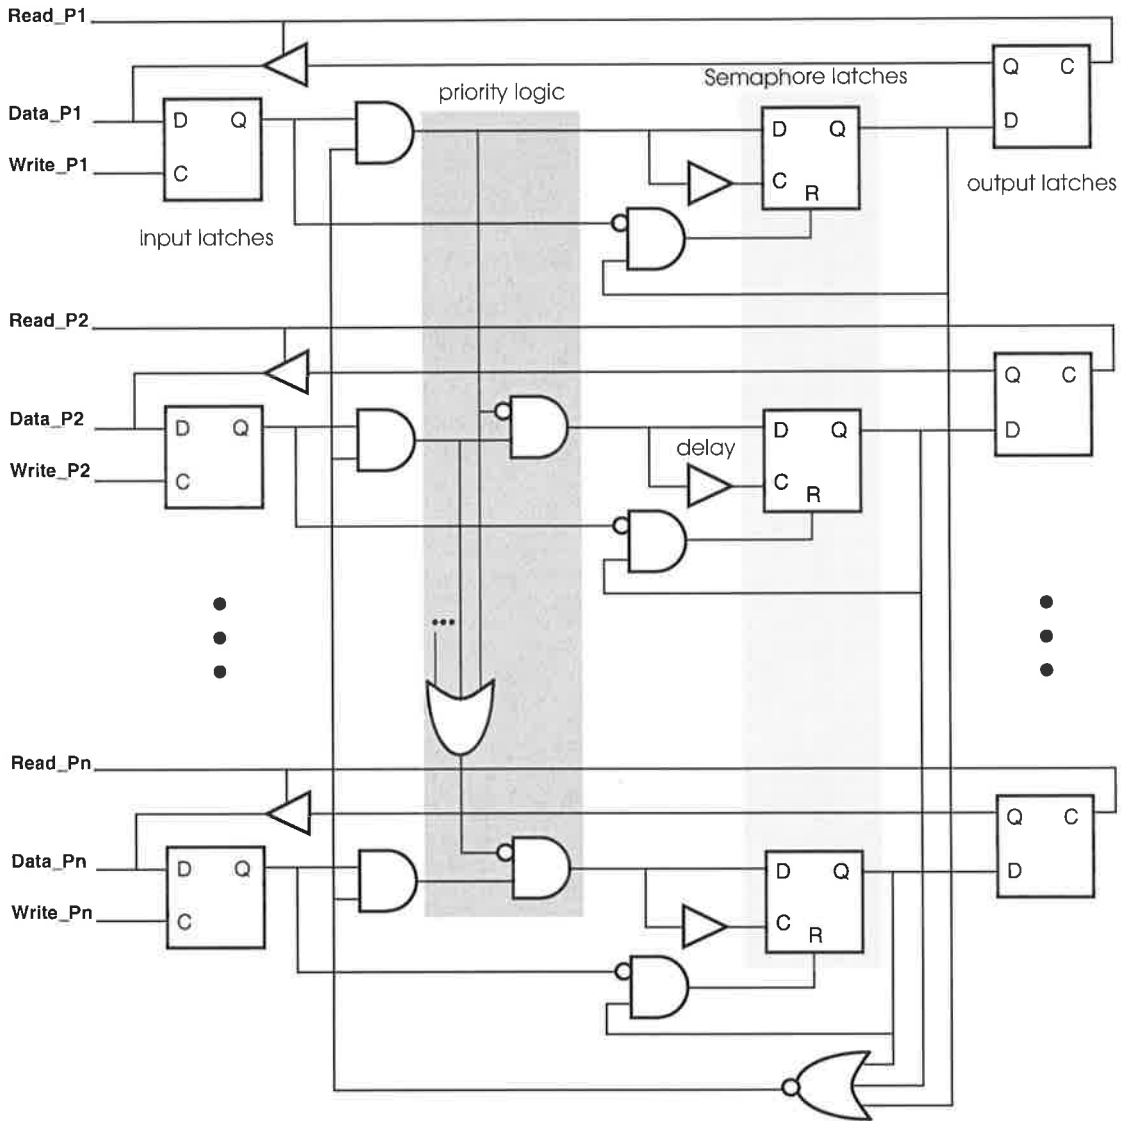 Read_P1
Q C
Semaphore latches
priority logic
Data_P1
D Q
D Q
D
Write_P1
C
C
R
output latches
input latches
Read_P2
Q C
Data_P2
D Q
D Q
D
delay
Write_P2
C
C
R
...
Read_Pn
Q C
Data_Pn
D Q
D Q
D
Write_Pn
C
C
R